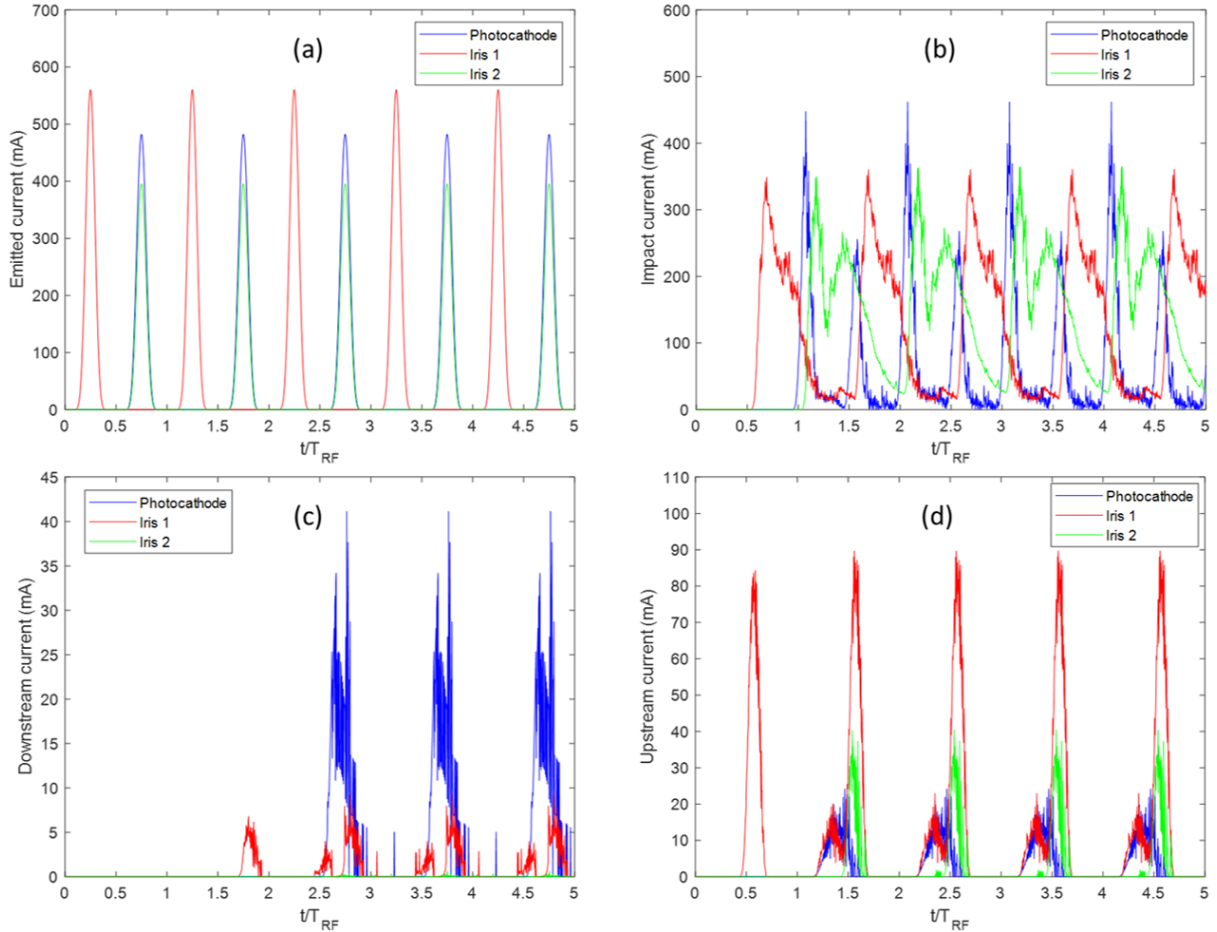 (a)
Photocathode
Iris 1
Iris 2
Emitted current (mA)
700
600
500
400
300
200
100
0
0 0.5 1 1.5 2 2.5 3 3.5 4 4.5 5
t/T_RF
(b)
Photocathode
Iris 1
Iris 2
Impact current (mA)
600
500
400
300
200
100
0
0 0.5 1 1.5 2 2.5 3 3.5 4 4.5 5
t/T_RF
(c)
Photocathode
Iris 1
Iris 2
Downstream current (mA)
45
40
35
30
25
20
15
10
5
0
0 0.5 1 1.5 2 2.5 3 3.5 4 4.5 5
t/T_RF
(d)
Photocathode
Iris 1
Iris 2
Upstream current (mA)
110
100
90
80
70
60
50
40
30
20
10
0
0 0.5 1 1.5 2 2.5 3 3.5 4 4.5 5
t/T_RF